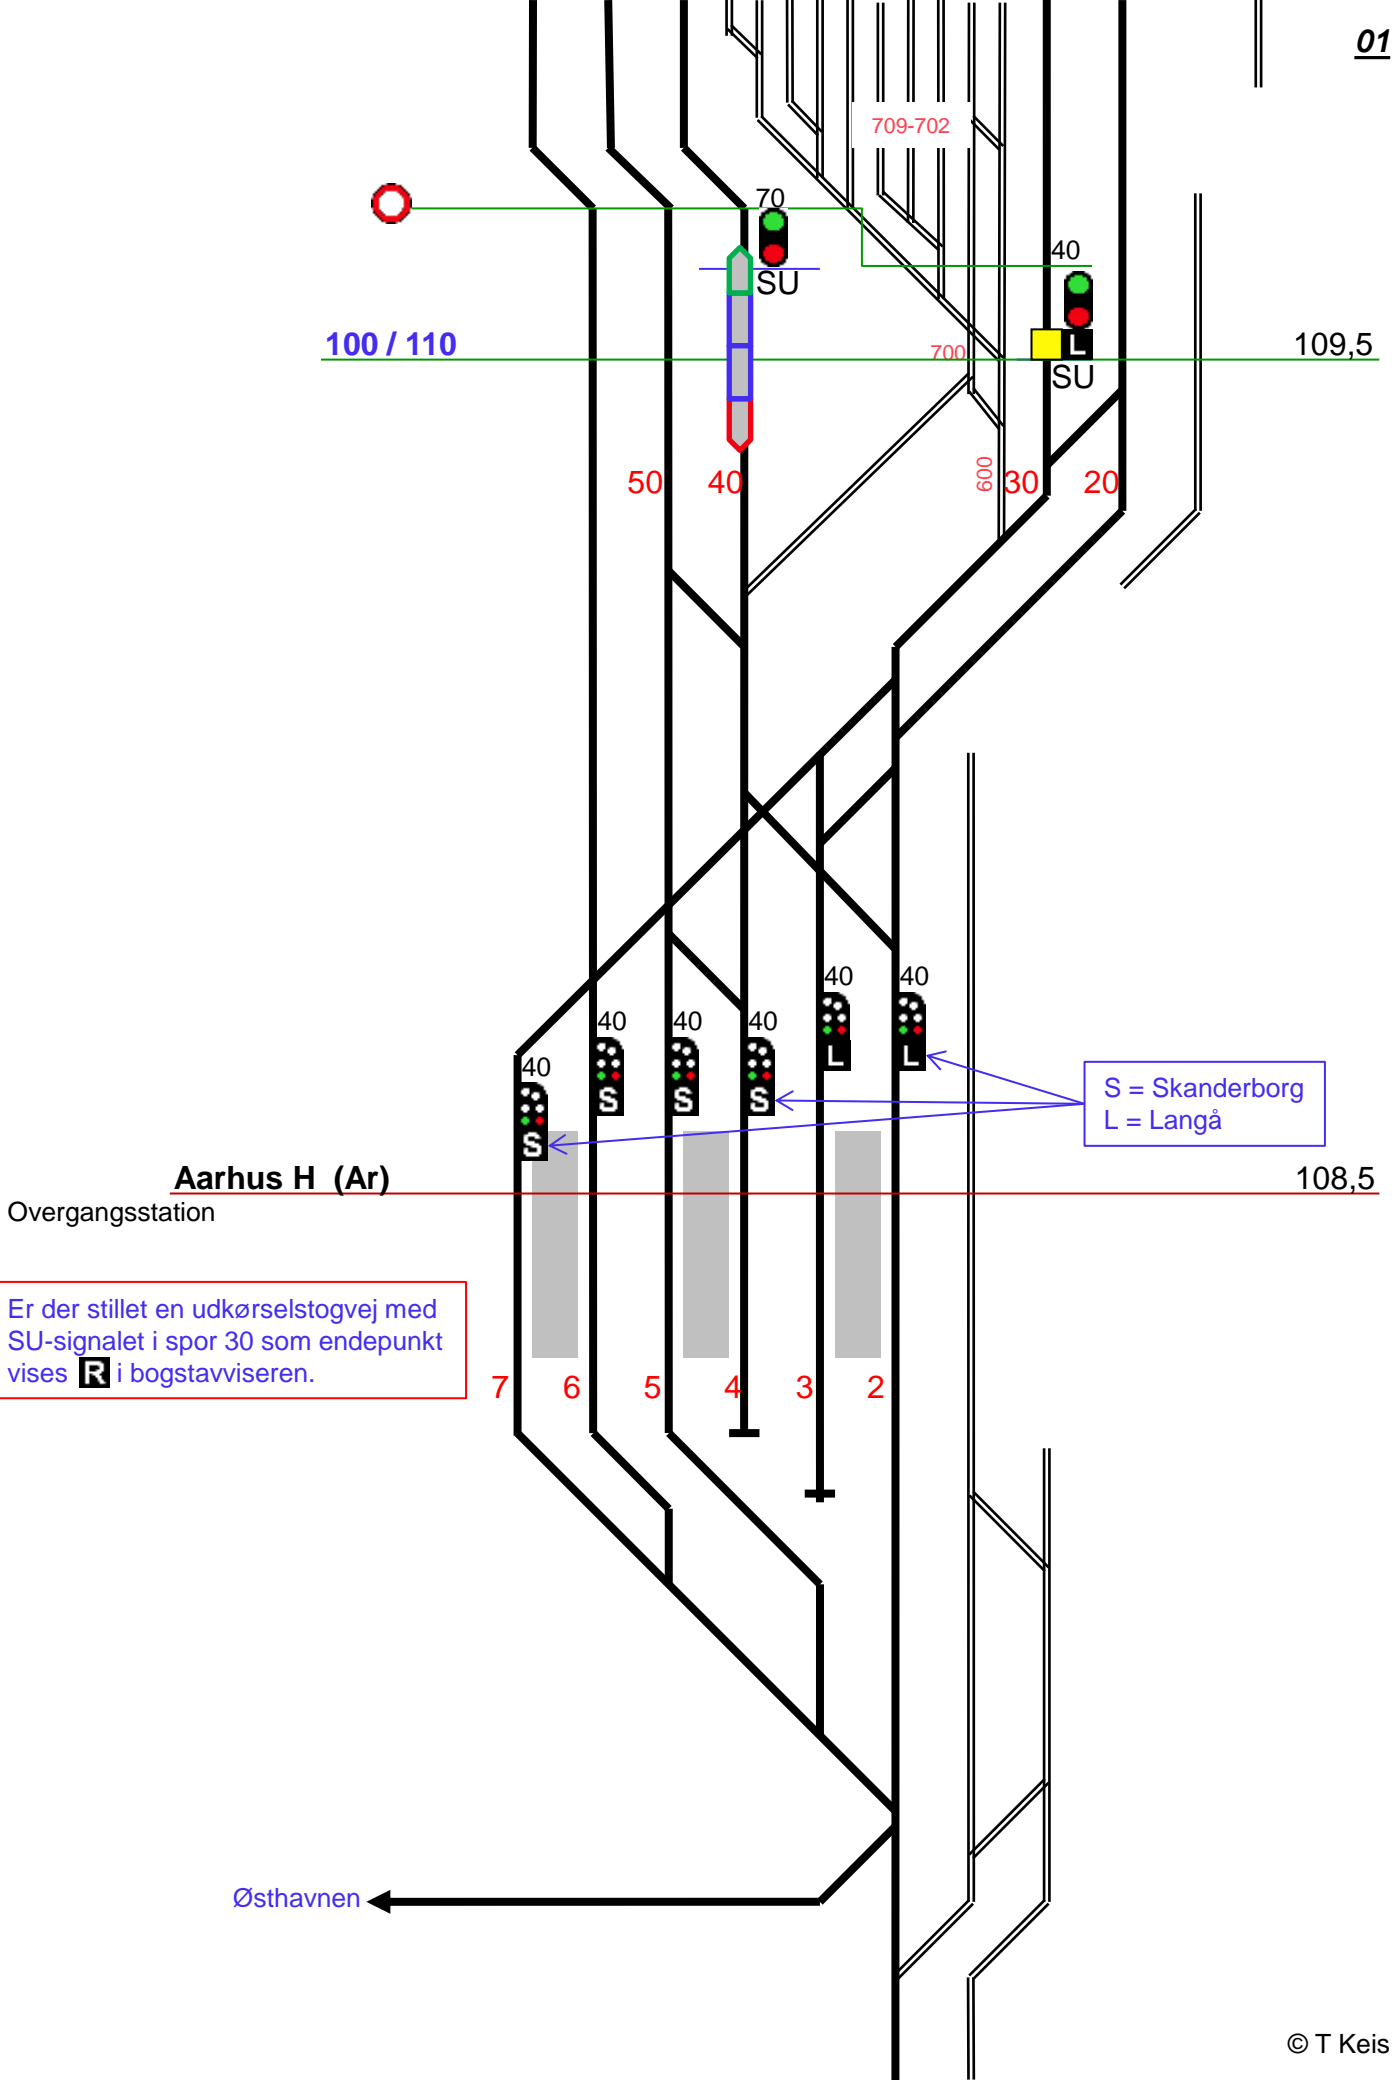 01
709-702
70
SU
40
L
SU
100 / 110
109,5
700
50
40
600
30
20
40
40
40
40
40
40
L
L
S
S
S
S
S = Skanderborg
L = Langå
Aarhus H (Ar)
108,5
Overgangsstation
Er der stillet en udkørselstogvej med
SU-signalet i spor 30 som endepunkt
vises R i bogstavviseren.
7
6
5
4
3
2
Østhavnen
© T Keis